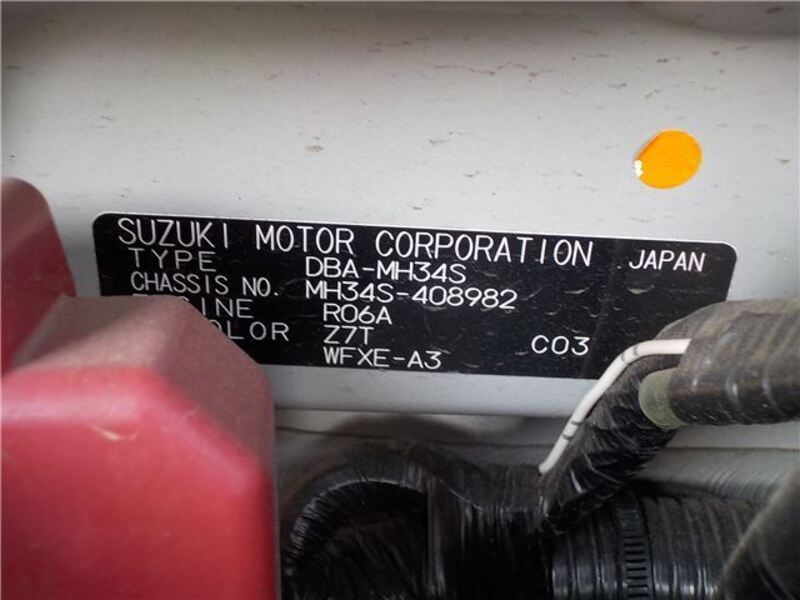 SUZUKI MOTOR CORPORATION JAPAN
TYPE DBA-MH34S
CHASSIS NO. MH34S-408982
R06A
Z7T C03
WFXE-A3